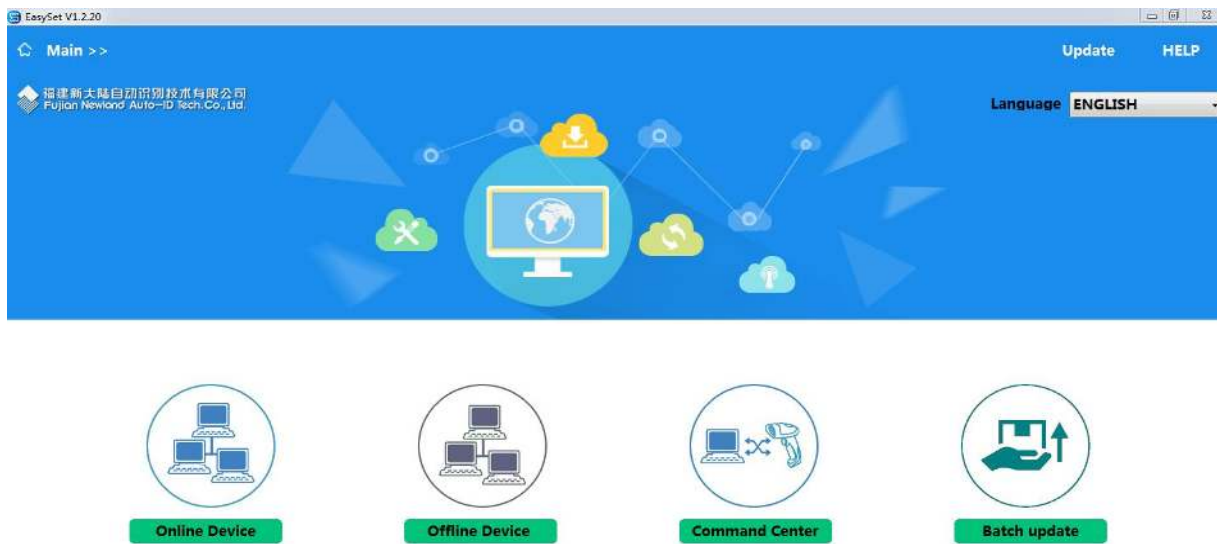 EasySet V1.2.20
Main >>
Update
HELP
福建新大陆自动识别技术有限公司
Fujian Newland Auto-ID Tech.Co.,Ltd.
Language ENGLISH
Online Device
Offline Device
Command Center
Batch update